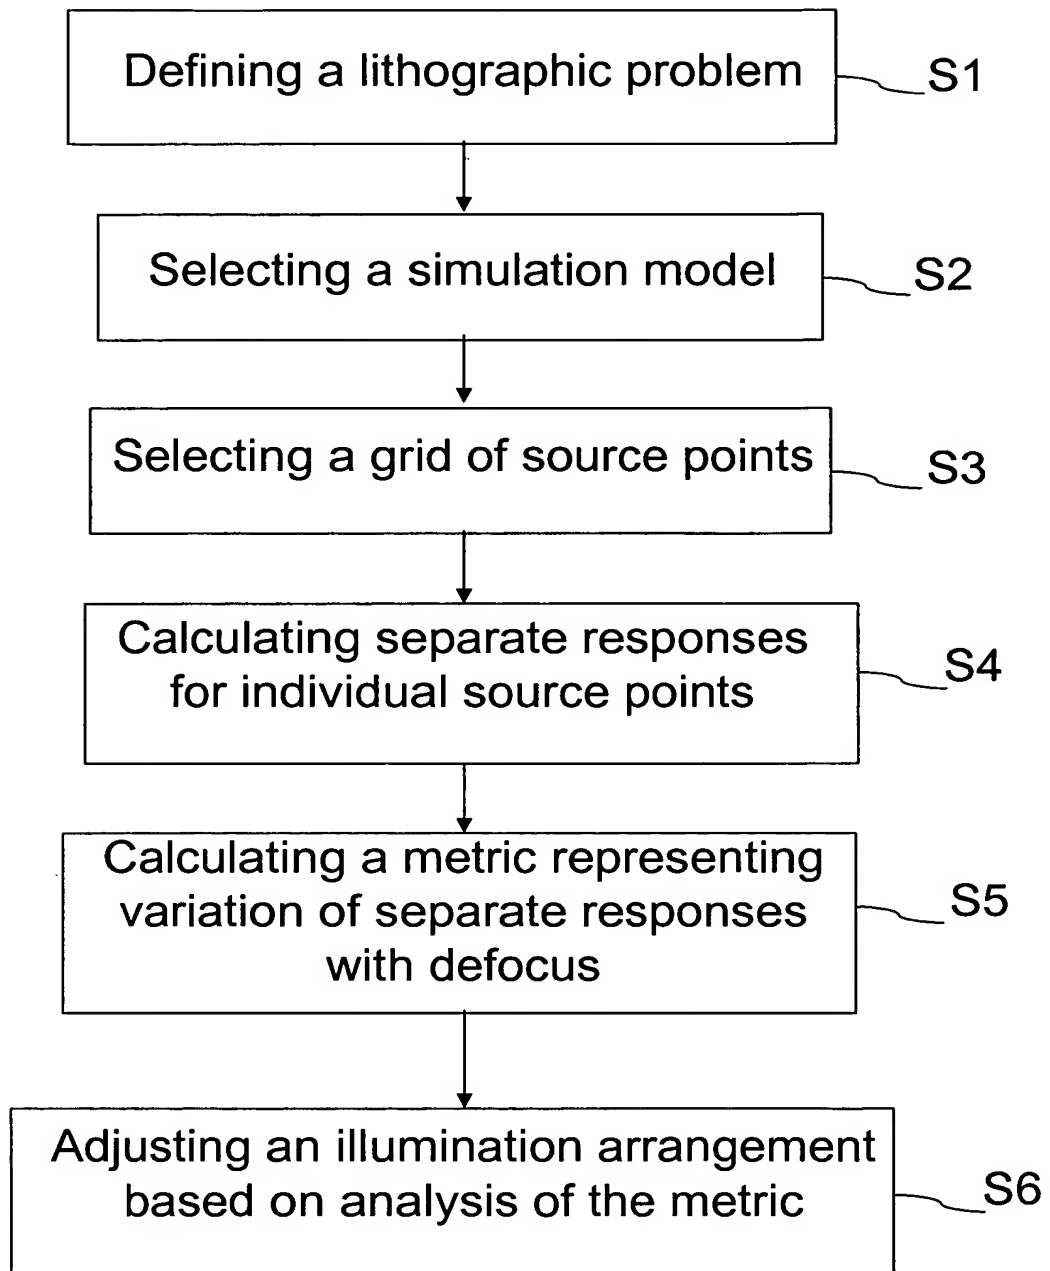 Defining a lithographic problem
S1
Selecting a simulation model
S2
Selecting a grid of source points
S3
Calculating separate responses
for individual source points
S4
Calculating a metric representing
variation of separate responses
with defocus
S5
Adjusting an illumination arrangement
based on analysis of the metric
S6